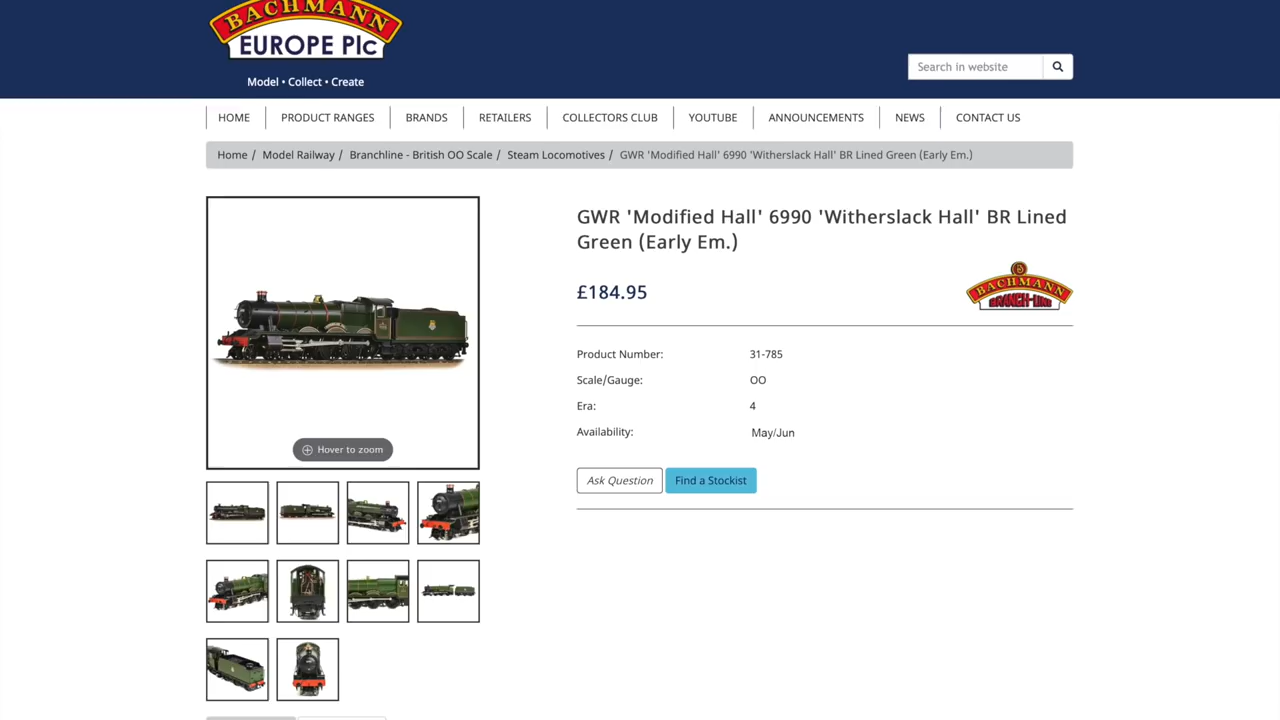 BACHMANN
EUROPE Plc
Model • Collect • Create
Search in website
HOME
PRODUCT RANGES
BRANDS
RETAILERS
COLLECTORS CLUB
YOUTUBE
ANNOUNCEMENTS
NEWS
CONTACT US
Home / Model Railway / Branchline - British OO Scale / Steam Locomotives / GWR 'Modified Hall' 6990 'Witherslack Hall' BR Lined Green (Early Em.)
GWR 'Modified Hall' 6990 'Witherslack Hall' BR Lined
Green (Early Em.)
£184.95
BACHMANN
BRANCH-LINE
Product Number: 31-785
Scale/Gauge: OO
Era: 4
Availability: May/Jun
Hover to zoom
Ask Question
Find a Stockist